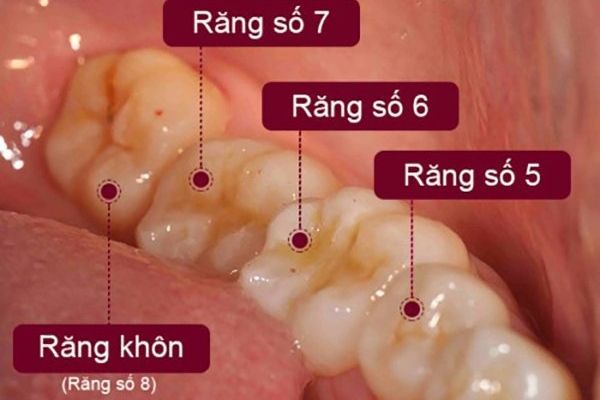 Răng số 7
Răng số 6
Răng số 5
Răng khôn
(Răng số 8)